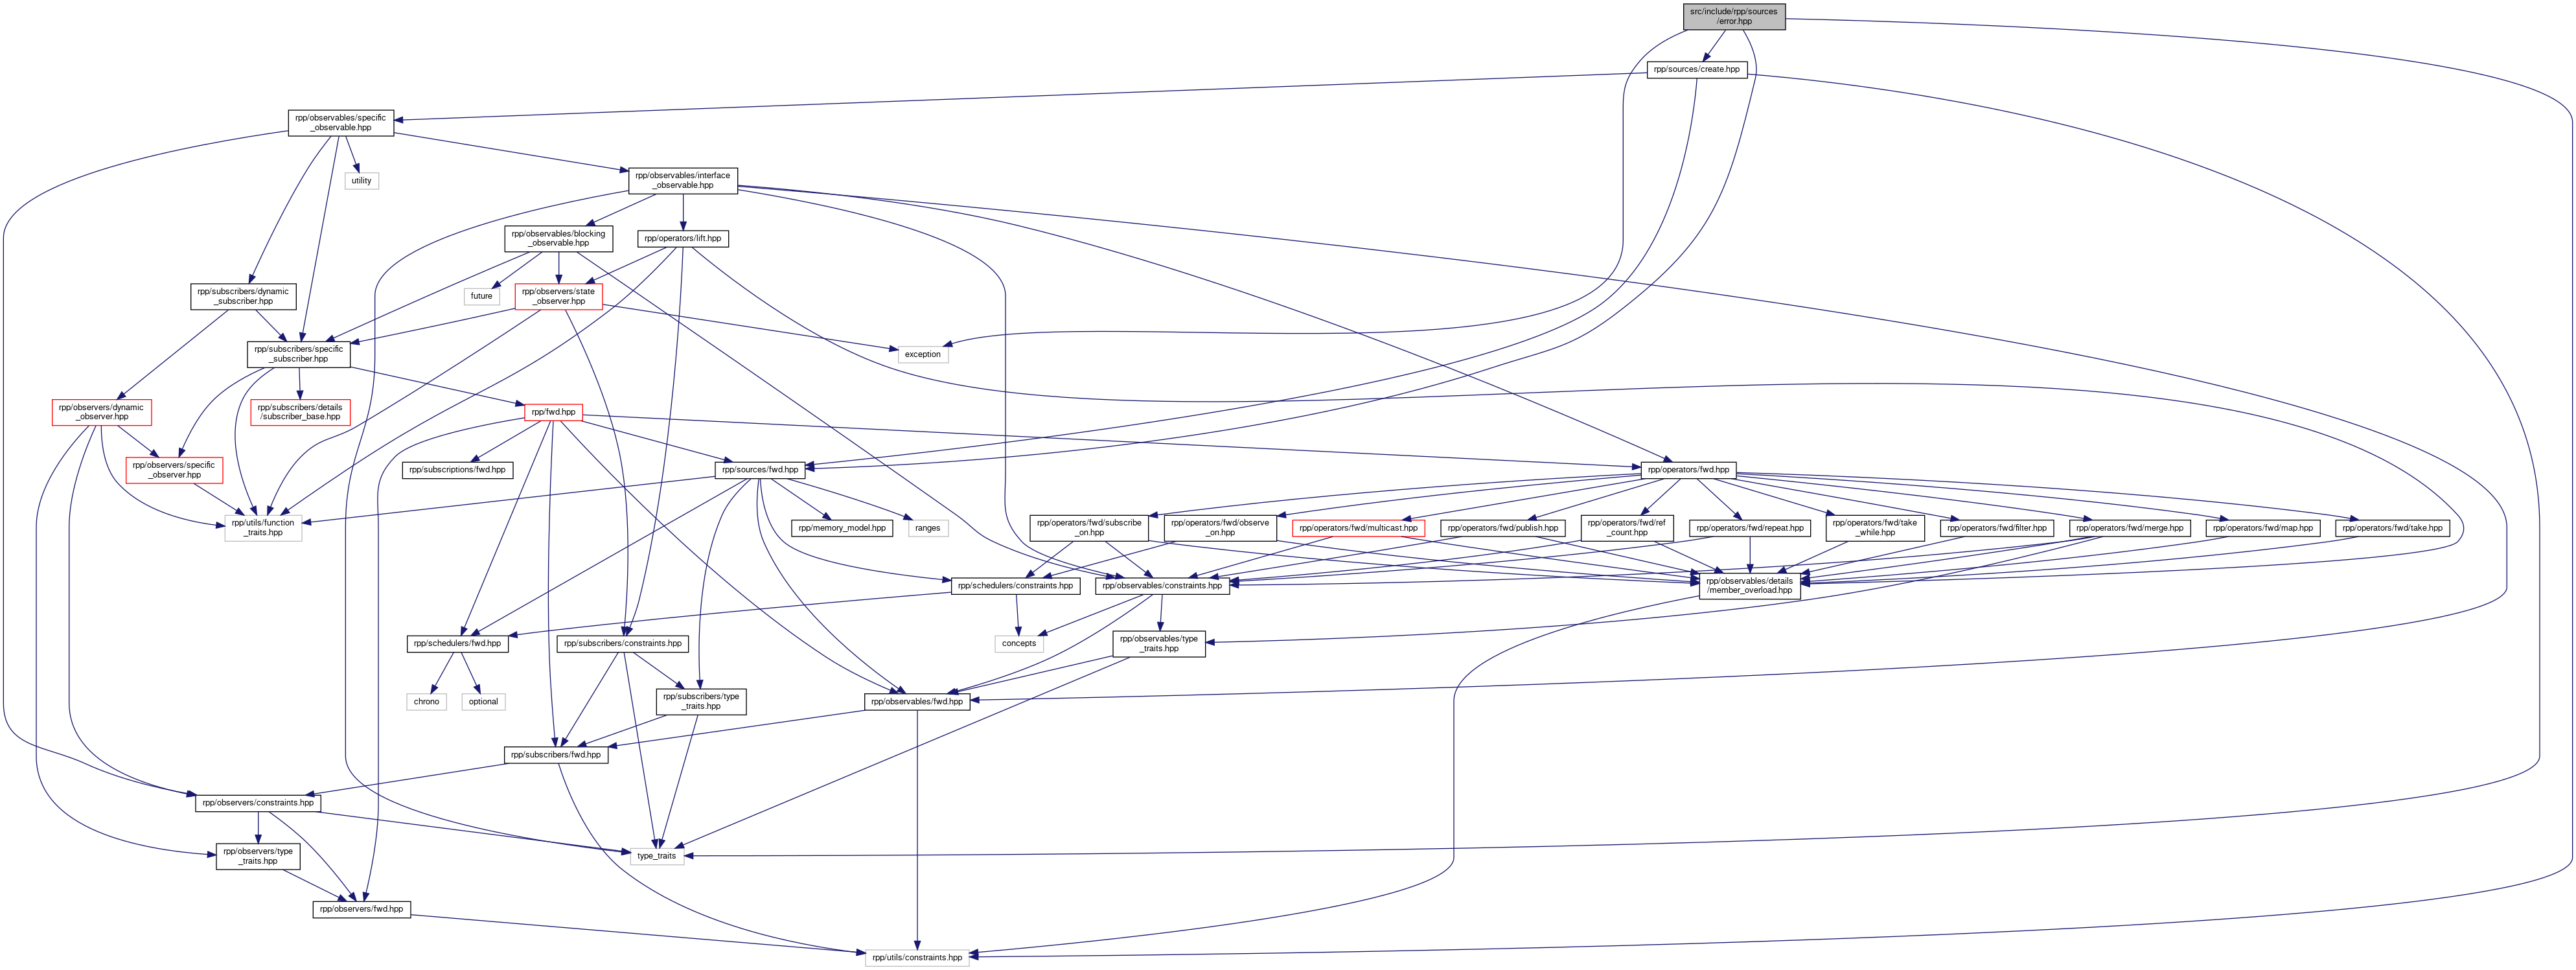 src/include/rpp/sources
/error.hpp
rpp/sources/create.hpp
rpp/observables/specific
_observable.hpp
utility
rpp/observables/interface
_observable.hpp
rpp/observables/blocking
_observable.hpp
rpp/operators/lift.hpp
rpp/subscribers/dynamic
_subscriber.hpp
future
rpp/observers/state
_observer.hpp
rpp/subscribers/specific
_subscriber.hpp
exception
rpp/observers/dynamic
_observer.hpp
rpp/subscribers/details
/subscriber_base.hpp
rpp/fwd.hpp
rpp/observers/specific
_observer.hpp
rpp/subscriptions/fwd.hpp
rpp/sources/fwd.hpp
rpp/operators/fwd.hpp
rpp/utils/function
_traits.hpp
rpp/memory_model.hpp
ranges
rpp/operators/fwd/subscribe
_on.hpp
rpp/operators/fwd/observe
_on.hpp
rpp/operators/fwd/multicast.hpp
rpp/operators/fwd/publish.hpp
rpp/operators/fwd/ref
_count.hpp
rpp/operators/fwd/repeat.hpp
rpp/operators/fwd/take
_while.hpp
rpp/operators/fwd/filter.hpp
rpp/operators/fwd/merge.hpp
rpp/operators/fwd/map.hpp
rpp/operators/fwd/take.hpp
rpp/schedulers/constraints.hpp
rpp/observables/constraints.hpp
rpp/observables/details
/member_overload.hpp
rpp/schedulers/fwd.hpp
rpp/subscribers/constraints.hpp
concepts
rpp/observables/type
_traits.hpp
chrono
optional
rpp/subscribers/type
_traits.hpp
rpp/observables/fwd.hpp
rpp/subscribers/fwd.hpp
rpp/observers/constraints.hpp
rpp/observers/type
_traits.hpp
type_traits
rpp/observers/fwd.hpp
rpp/utils/constraints.hpp